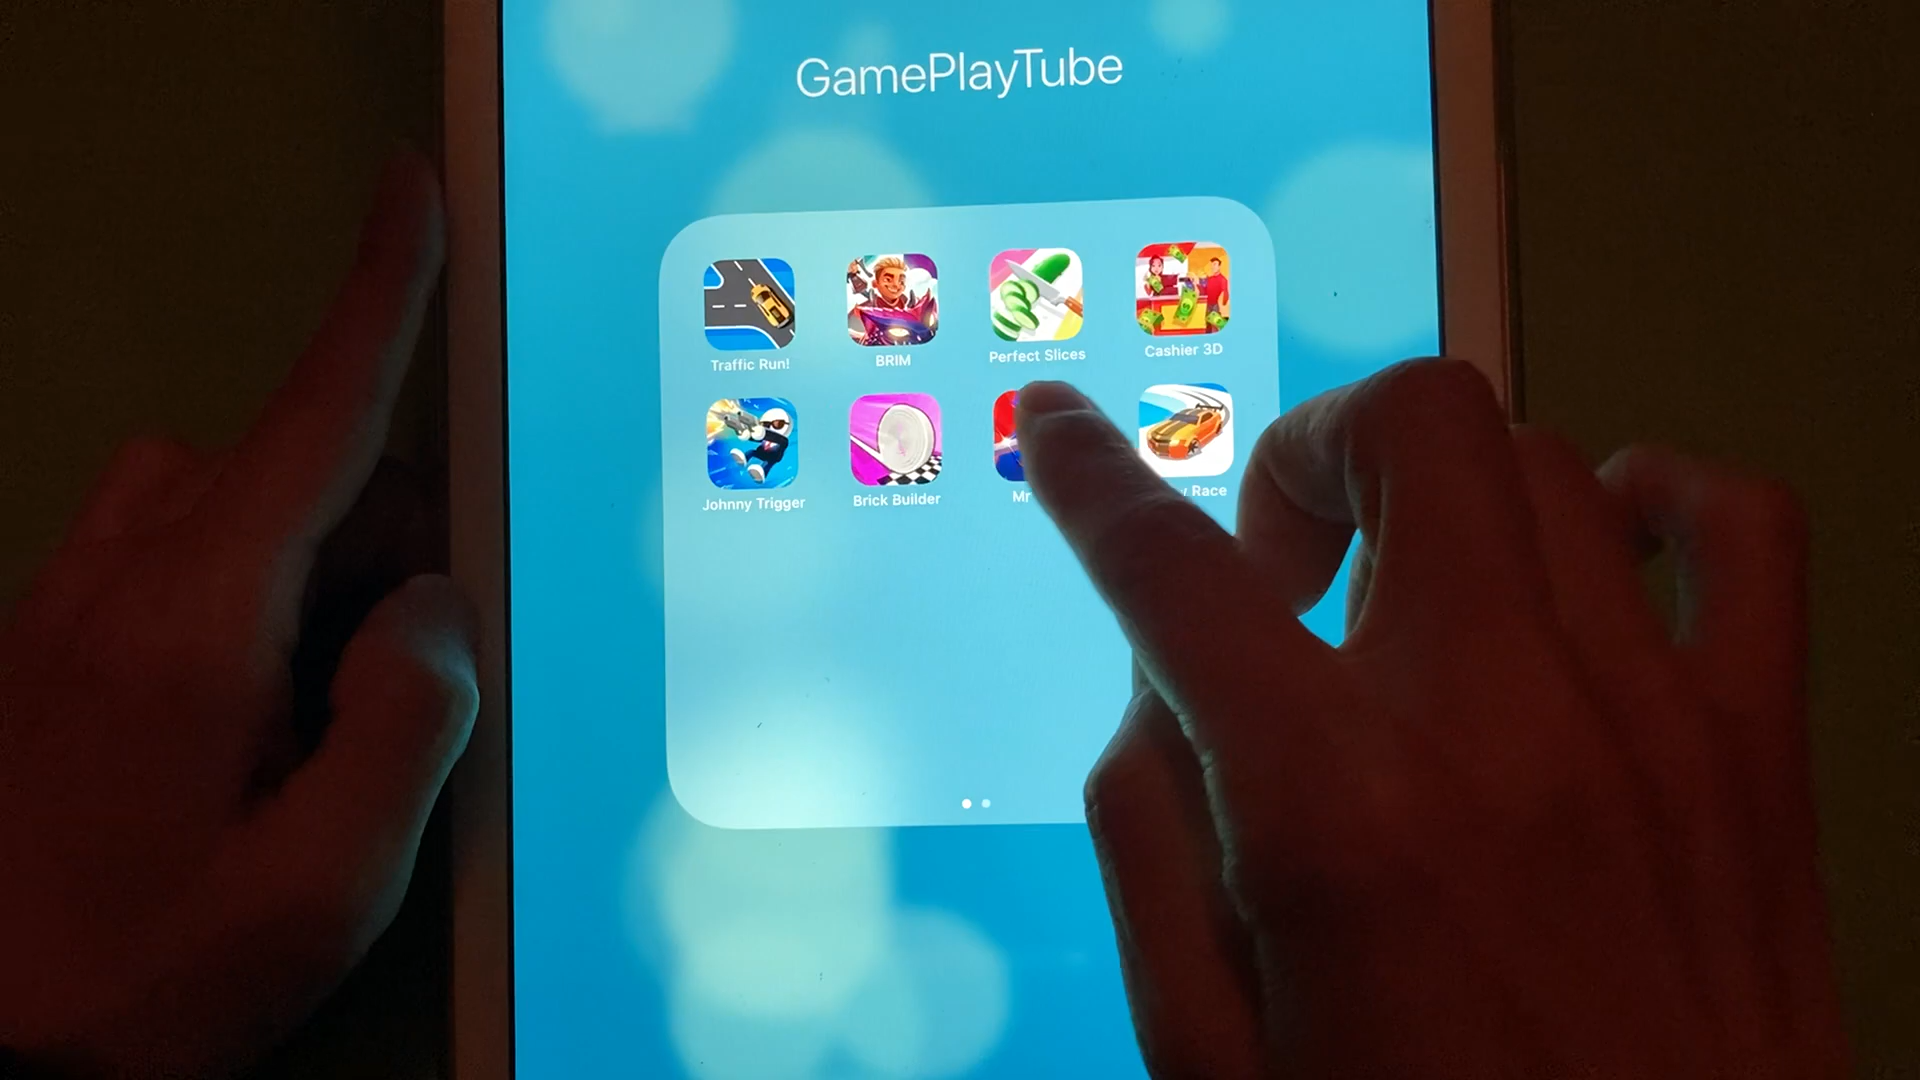 GamePlayTube
Traffic Run!
BRIM
Perfect Slices
Cashier 3D
Johnny Trigger
Brick Builder
Mr
Race